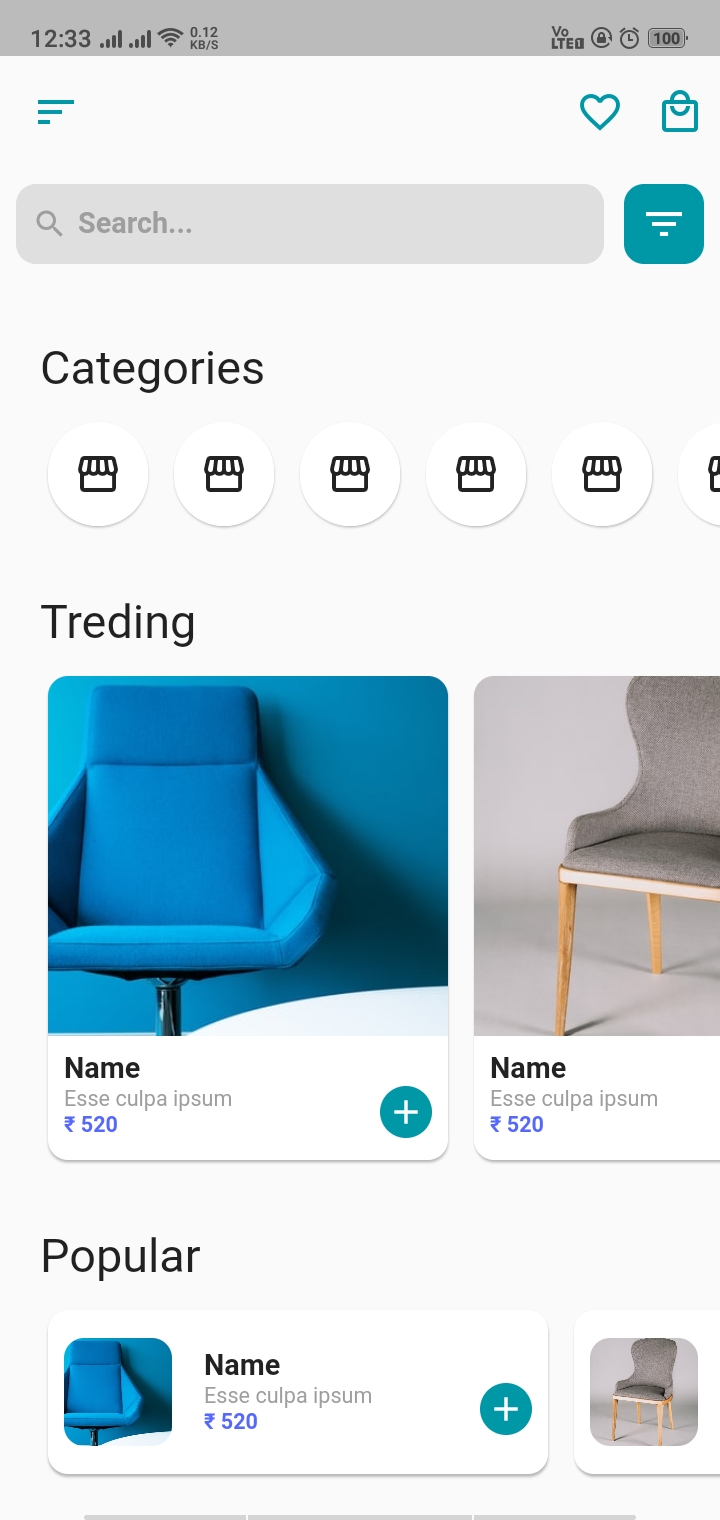 12:33 0.12 KB/S Vo LTE1 100
Search...
Categories
Treding
Name Name
Esse culpa ipsum Esse culpa ipsum
₹ 520 ₹ 520
Popular
Name
Esse culpa ipsum
₹ 520